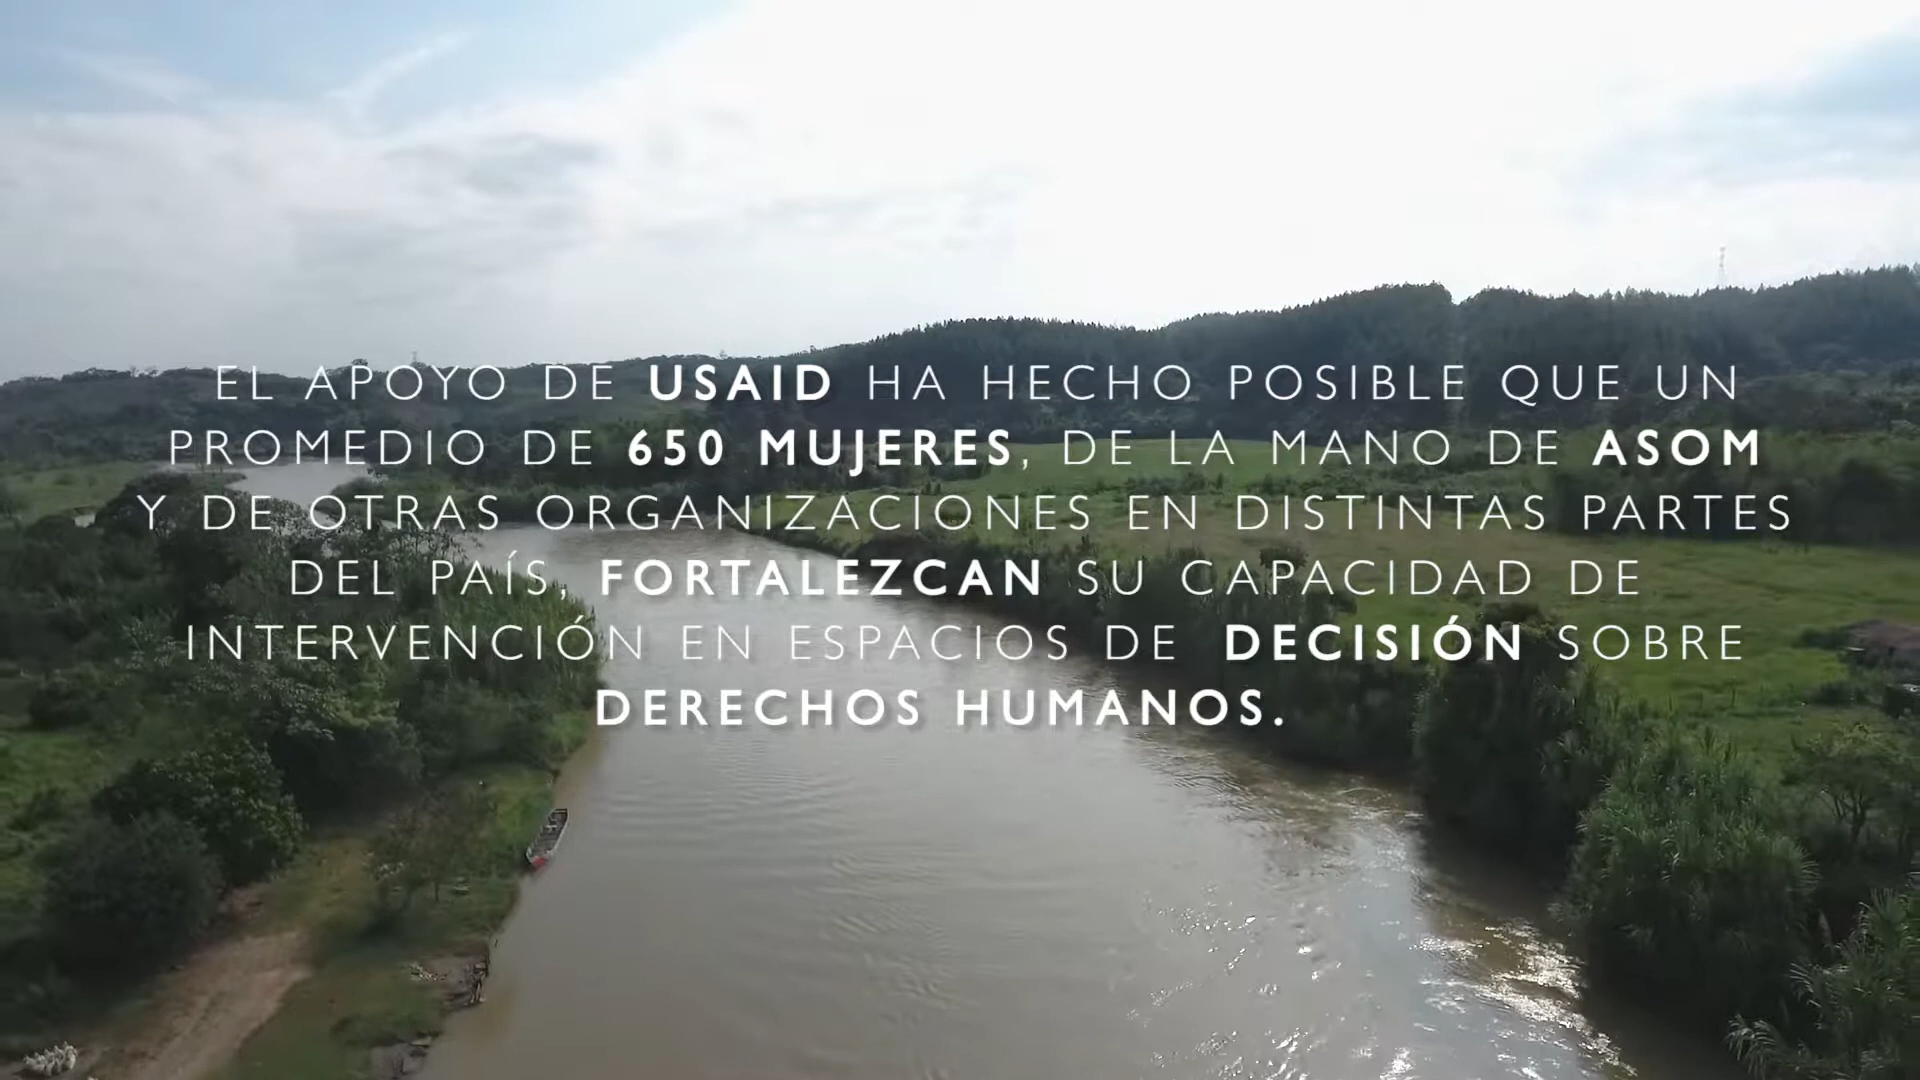 EL APOYO DE USAID HA HECHO POSIBLE QUE UN
PROMEDIO DE 650 MUJERES, DE LA MANO DE ASOM
Y DE OTRAS ORGANIZACIONES EN DISTINTAS PARTES
DEL PAÍS, FORTALEZCAN SU CAPACIDAD DE
INTERVENCIÓN EN ESPACIOS DE DECISIÓN SOBRE
DERECHOS HUMANOS.